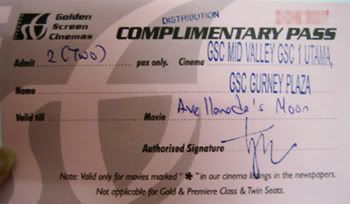 Golden
Screen
Cinemas
DISTRIBUTION
COMPLIMENTARY PASS
Admit 2 (Two) pax only. Cinema GSC MID VALLEY GSC 1 UTAMA,
GSC GURNEY PLAZA
Name
Valid till Movie Avellaneda's Moon
Authorised Signature
Note: Valid only for movies marked "*" in our cinema listings in the newspapers.
Not applicable for Gold & Premiere Class & Twin Seats.